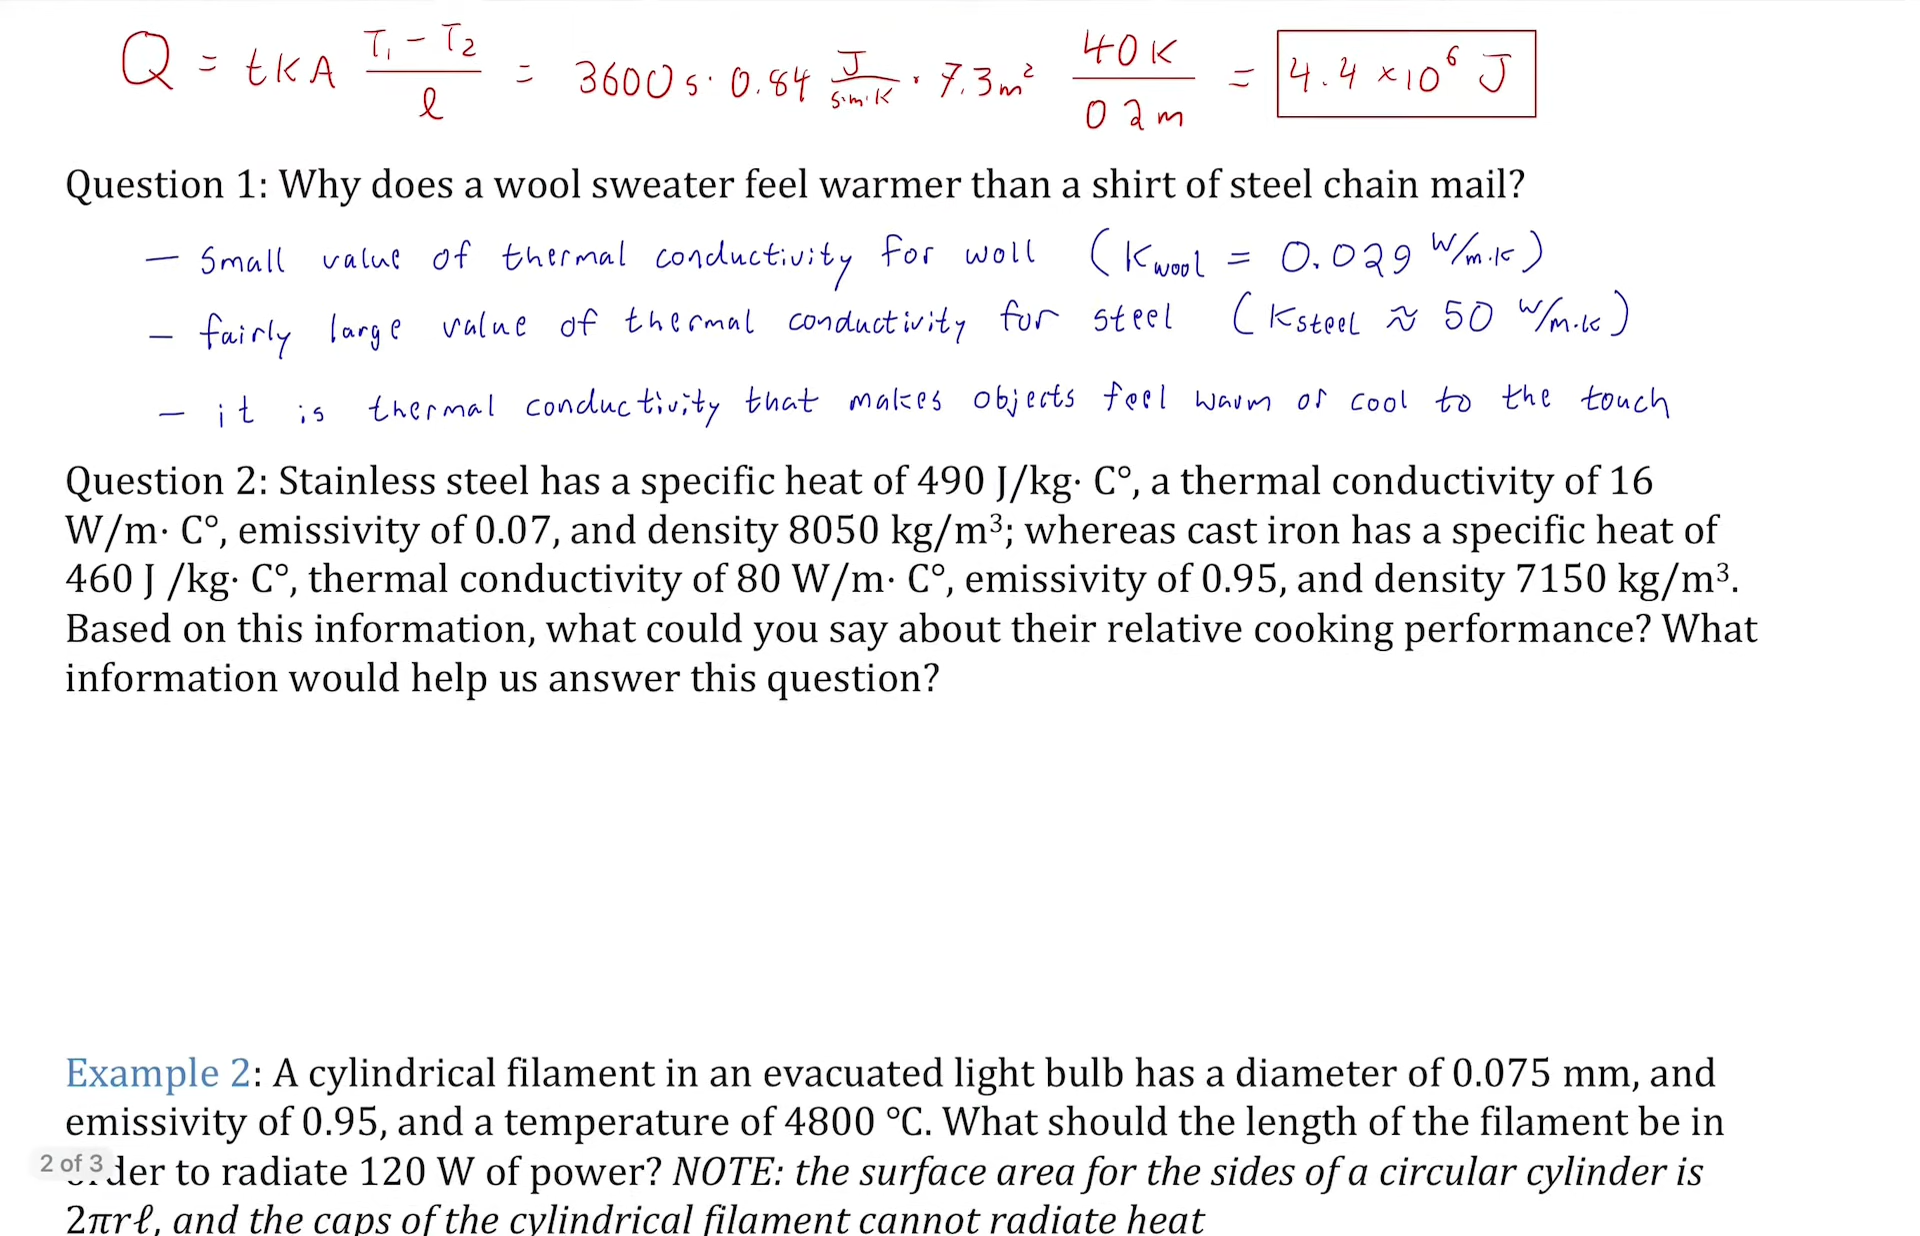 Q = tkA \frac{T₁ - T₂}{ℓ} = 3600 s · 0.84 \frac{J}{s·m·K} · 7.3 m² \frac{40 K}{0 2 m} = 4.4 ×10⁶ J
Question 1: Why does a wool sweater feel warmer than a shirt of steel chain mail?
— Small value of thermal conductivity for woll (K_wool = 0.029 W/m·K)
— fairly large value of thermal conductivity for steel (K_steel ≈ 50 W/m·K)
— it is thermal conductivity that makes objects feel warm or cool to the touch
Question 2: Stainless steel has a specific heat of 490 J/kg· C°, a thermal conductivity of 16
W/m· C°, emissivity of 0.07, and density 8050 kg/m³; whereas cast iron has a specific heat of
460 J /kg· C°, thermal conductivity of 80 W/m· C°, emissivity of 0.95, and density 7150 kg/m³.
Based on this information, what could you say about their relative cooking performance? What
information would help us answer this question?
Example 2: A cylindrical filament in an evacuated light bulb has a diameter of 0.075 mm, and
emissivity of 0.95, and a temperature of 4800 °C. What should the length of the filament be in
2 of 3 der to radiate 120 W of power? NOTE: the surface area for the sides of a circular cylinder is
2πrℓ, and the caps of the cylindrical filament cannot radiate heat